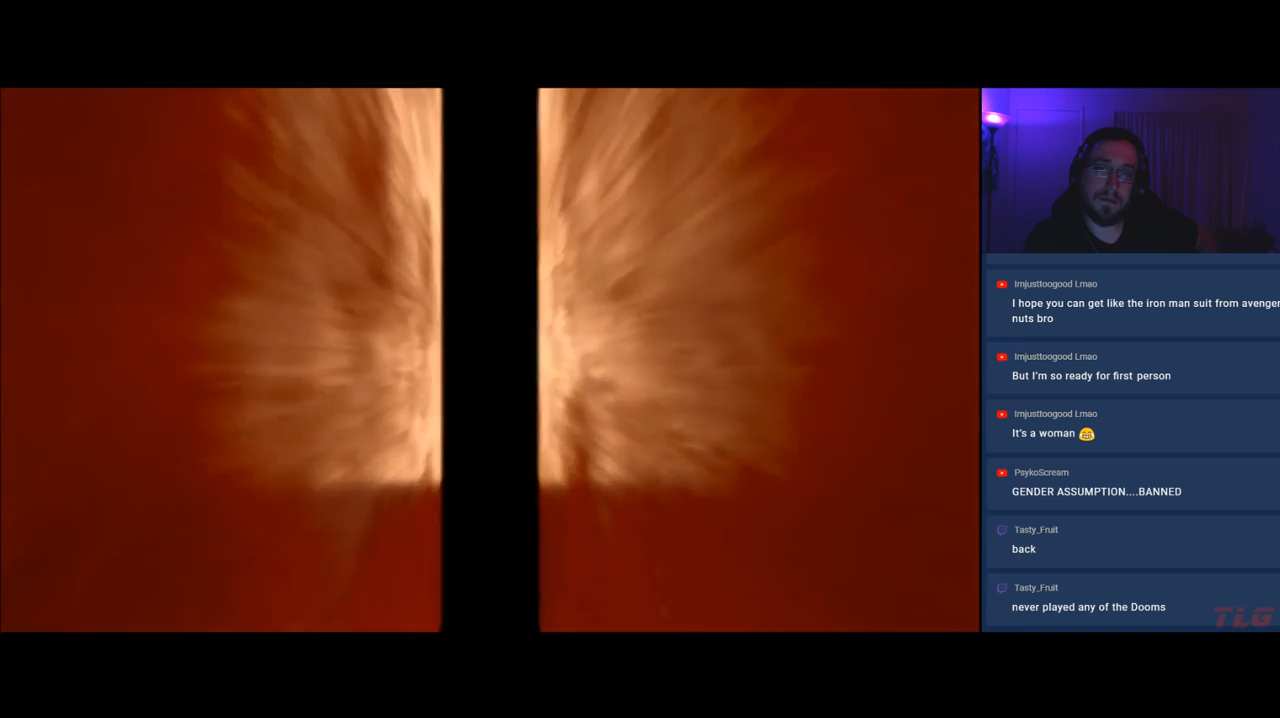 Imjusttoogood Lmao
I hope you can get like the iron man suit from avenger
nuts bro
Imjusttoogood Lmao
But I'm so ready for first person
Imjusttoogood Lmao
It's a woman 😂
PsykoScream
GENDER ASSUMPTION....BANNED
Tasty_Fruit
back
Tasty_Fruit
never played any of the Dooms
TLG